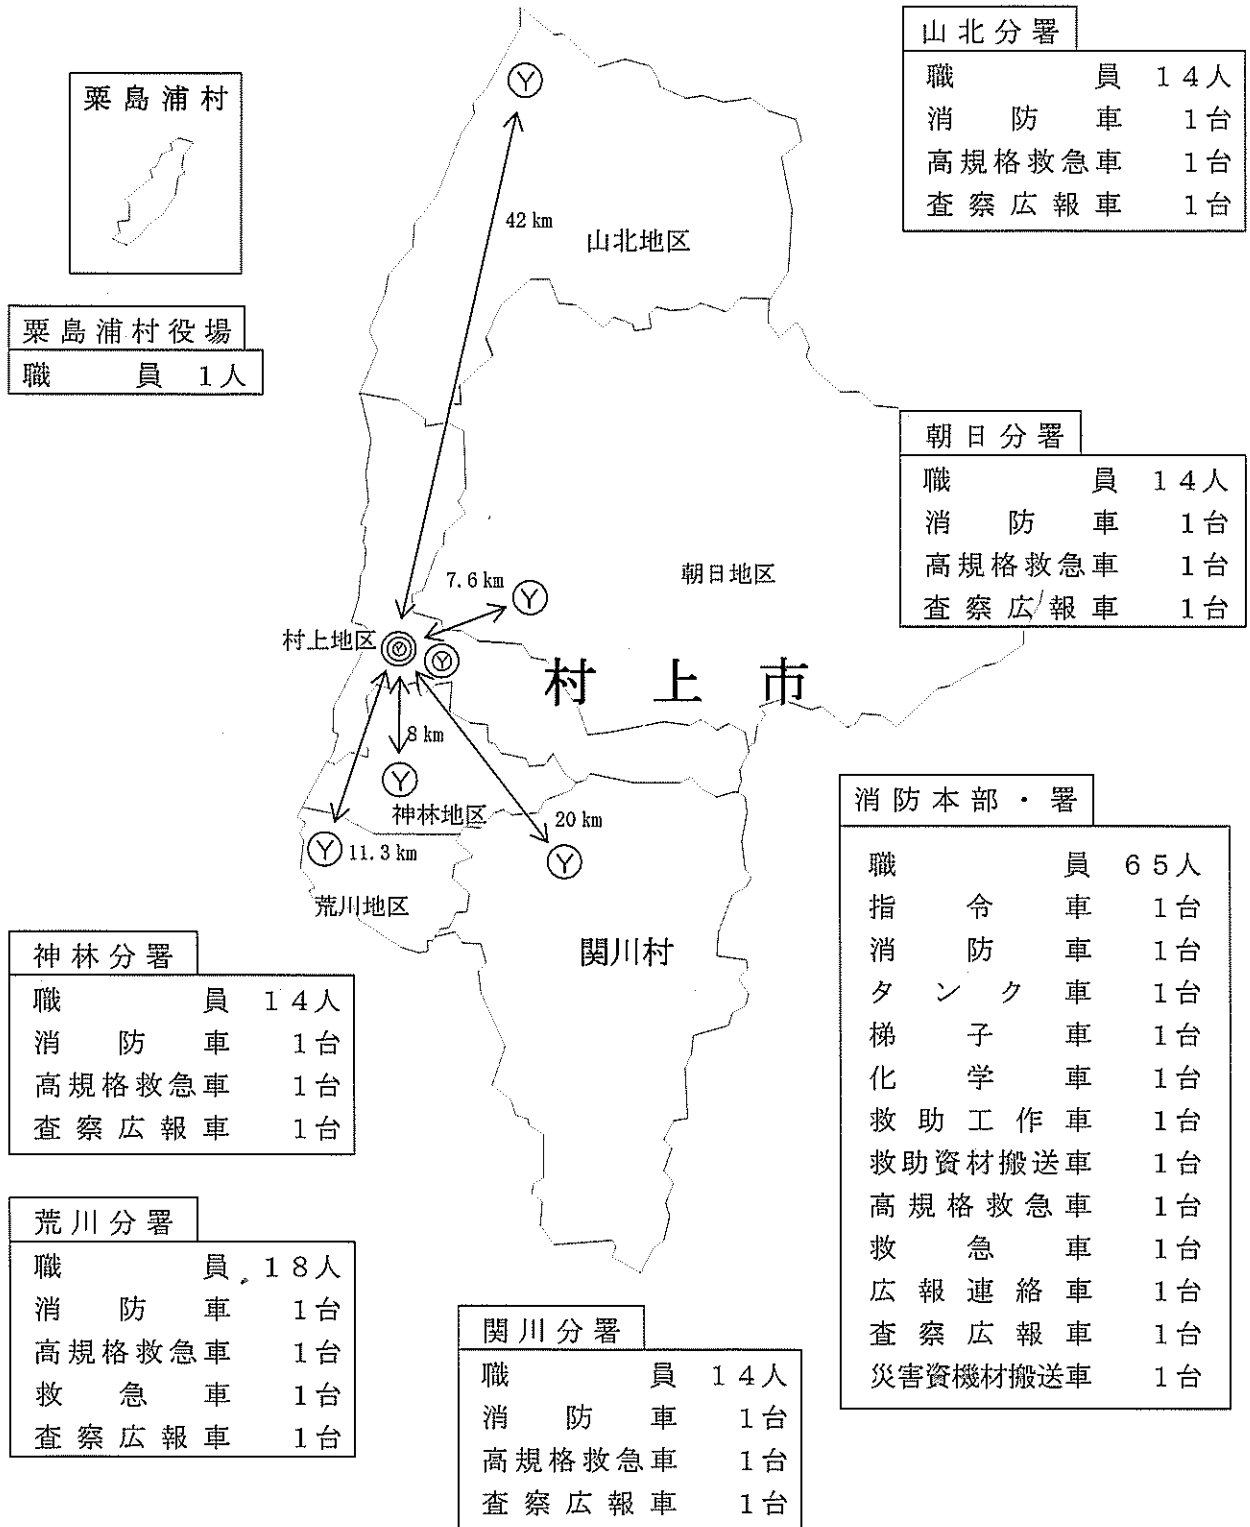 山北分署
職員 14人
消防車 1台
高規格救急車 1台
査察広報車 1台
粟島浦村
粟島浦村役場
職員 1人
42km
山北地区
朝日分署
職員 14人
消防車 1台
高規格救急車 1台
査察広報車 1台
7.6km
朝日地区
村上地区
村上市
8km
神林地区
20km
11.3km
荒川地区
関川村
消防本部・署
職員 65人
指令車 1台
消防車 1台
タンク車 1台
梯子車 1台
化学車 1台
救助工作車 1台
救助資材搬送車 1台
高規格救急車 1台
救急車 1台
広報連絡車 1台
査察広報車 1台
災害資機材搬送車 1台
神林分署
職員 14人
消防車 1台
高規格救急車 1台
査察広報車 1台
荒川分署
職員 18人
消防車 1台
高規格救急車 1台
救急車 1台
査察広報車 1台
関川分署
職員 14人
消防車 1台
高規格救急車 1台
査察広報車 1台